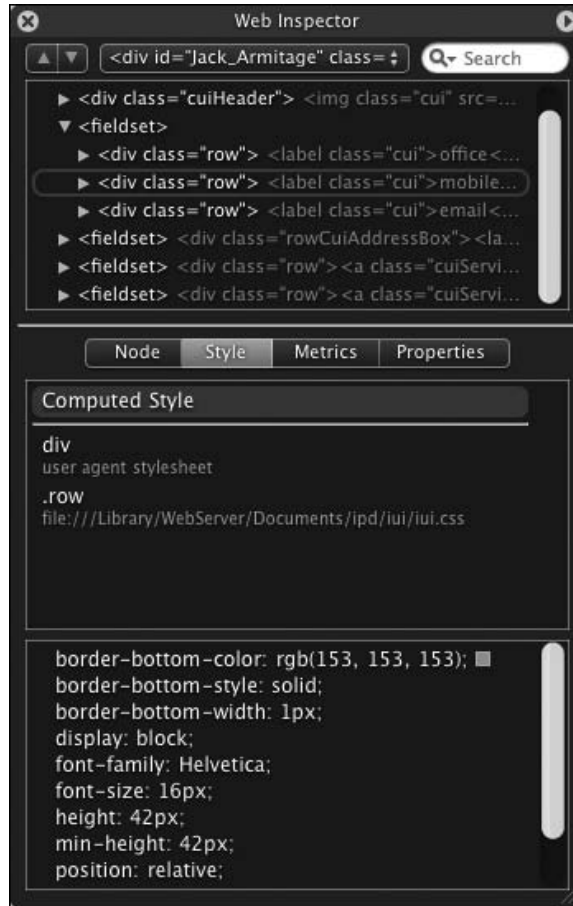 Web Inspector
<div id="Jack_Armitage" class=
Search
<div class="cuiHeader"> <img class="cui" src=...
<fieldset>
<div class="row"> <label class="cui">office<...
<div class="row"> <label class="cui">mobile...
<div class="row"> <label class="cui">email<...
<fieldset> <div class="rowCuiAddressBox"><la...
<fieldset> <div class="row"><a class="cuiServi...
<fieldset> <div class="row"><a class="cuiServi...
Node Style Metrics Properties
Computed Style
div
user agent stylesheet
.row
file:///Library/WebServer/Documents/ipd/iui/iui.css
border-bottom-color: rgb(153, 153, 153);
border-bottom-style: solid;
border-bottom-width: 1px;
display: block;
font-family: Helvetica;
font-size: 16px;
height: 42px;
min-height: 42px;
position: relative;